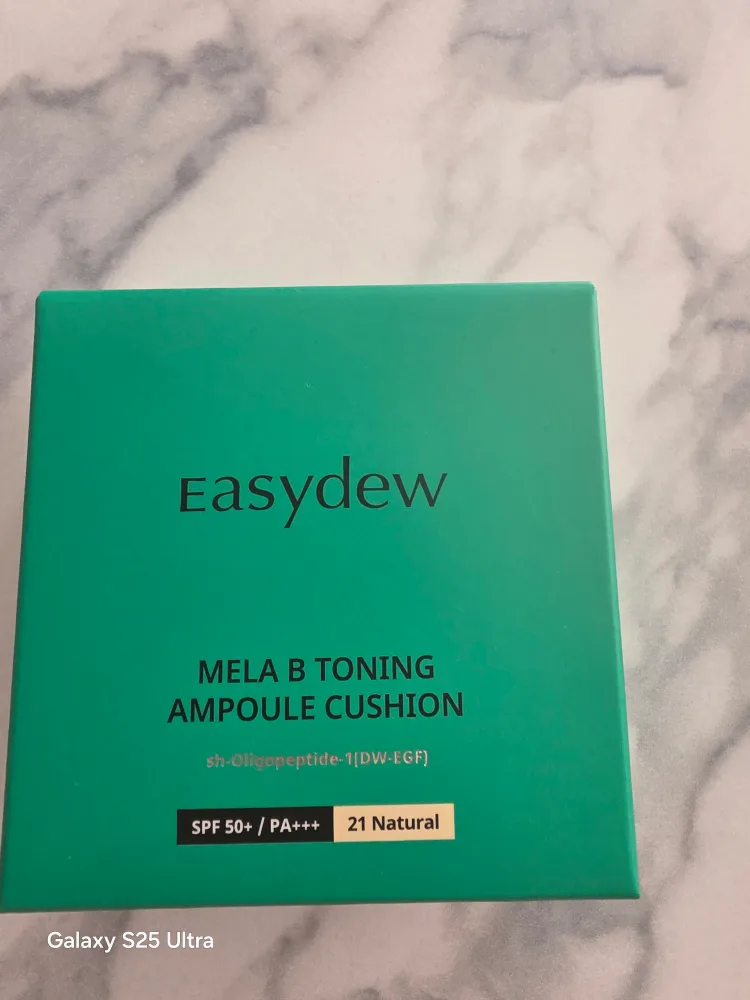 Easydew
MELA B TONING
AMPOULE CUSHION
sh-Oligopeptide-1[DW-EGF]
SPF 50+ / PA+++ 21 Natural
Galaxy S25 Ultra